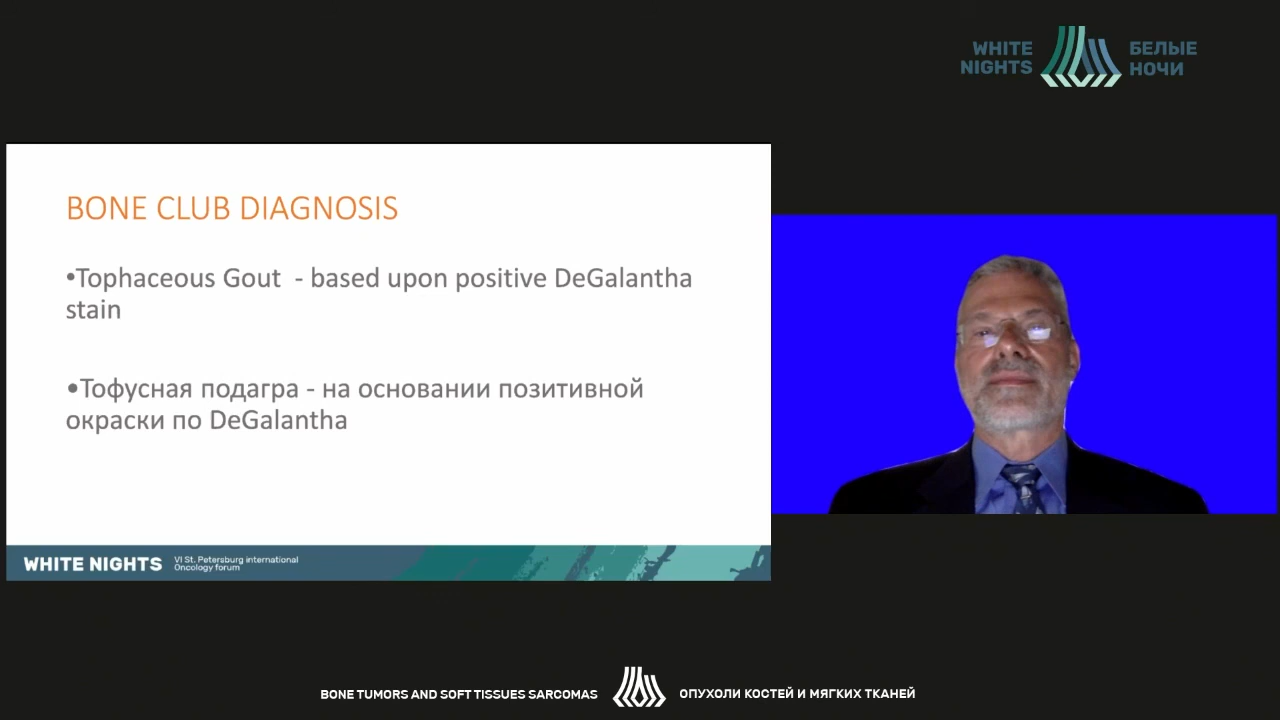 WHITE
NIGHTS
БЕЛЫЕ
НОЧИ
BONE CLUB DIAGNOSIS
•Tophaceous Gout - based upon positive DeGalantha
stain
•Тофусная подагра - на основании позитивной
окраски по DeGalantha
WHITE NIGHTS
VI St. Petersburg international
Oncology forum
BONE TUMORS AND SOFT TISSUES SARCOMAS
ОПУХОЛИ КОСТЕЙ И МЯГКИХ ТКАНЕЙ